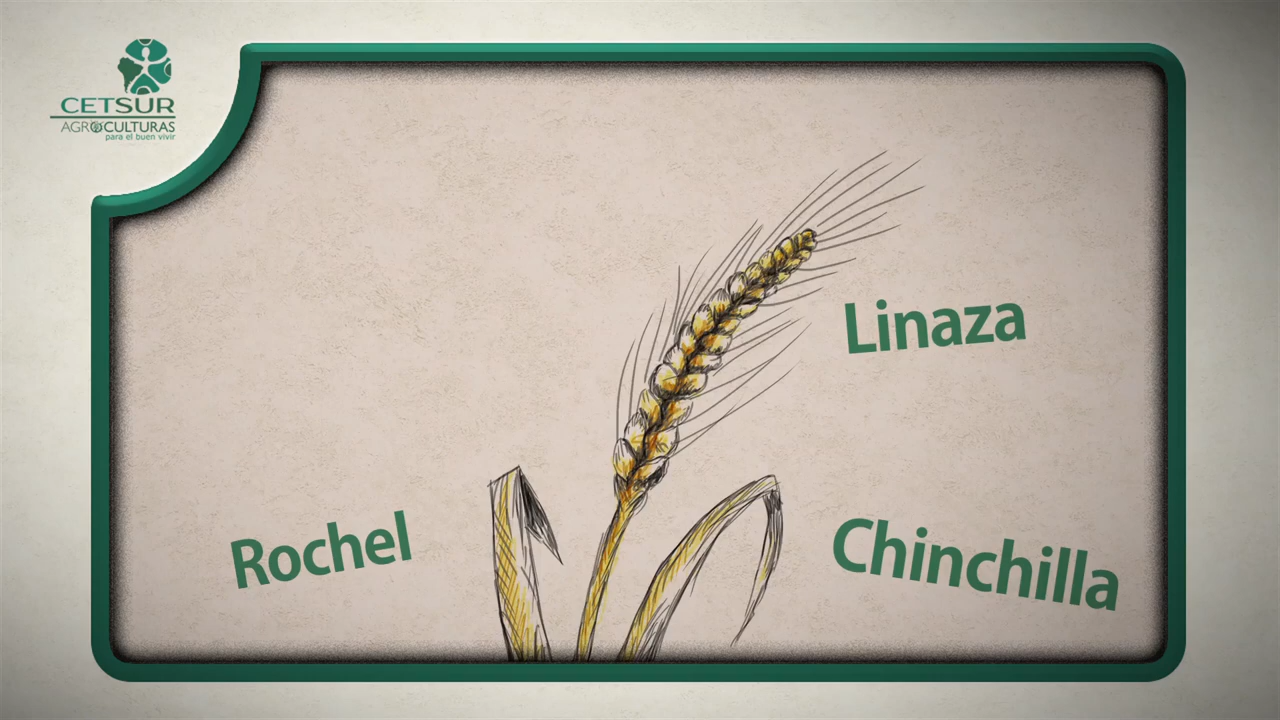 CETSUR
AGROCULTURAS
para el buen vivir
Linaza
Rochel
Chinchilla